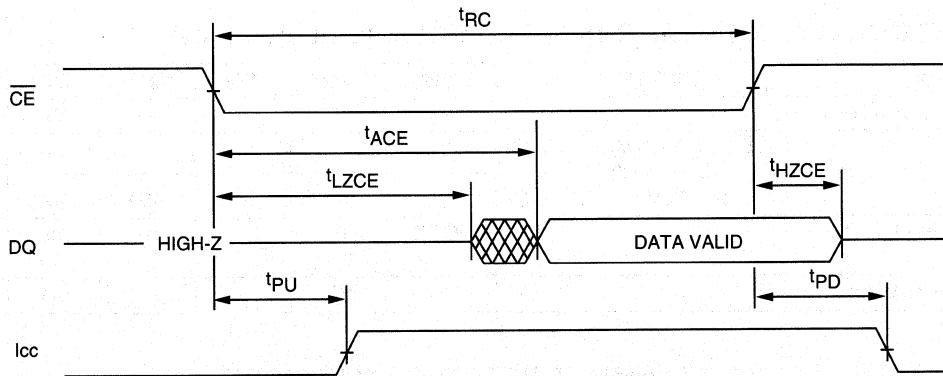 tRC
CE
tACE
tHZCE
tLZCE
DQ
HIGH-Z
DATA VALID
tPU
tPD
Icc